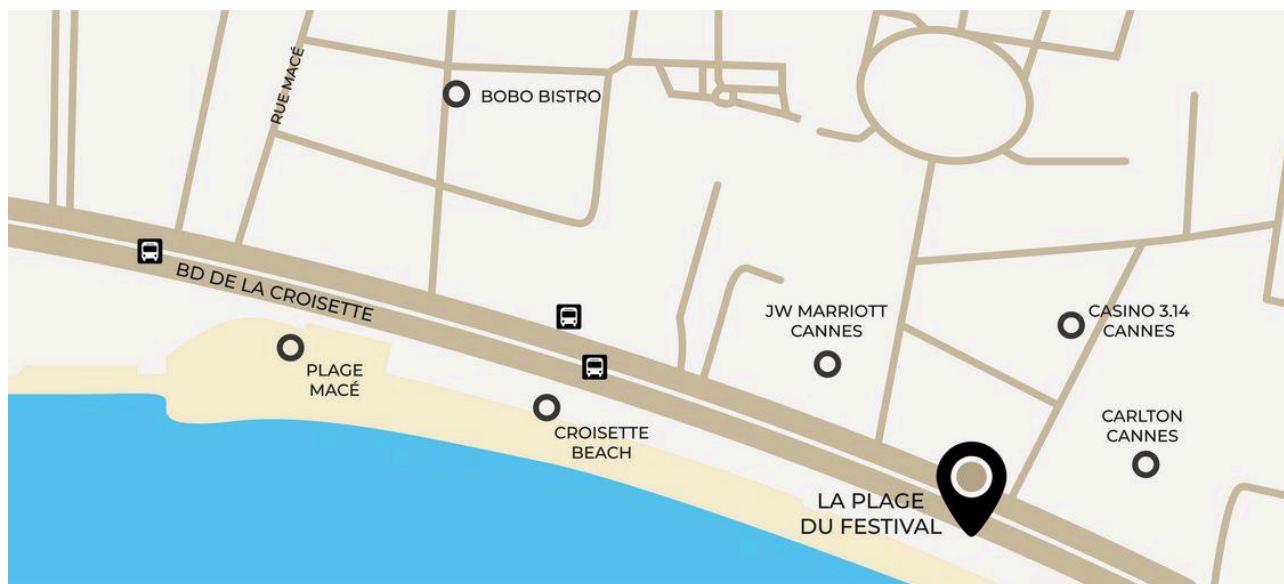 RUE MACÉ
BOBO BISTRO
BD DE LA CROISETTE
PLAGE
MACÉ
CROISETTE
BEACH
JW MARRIOTT
CANNES
CASINO 3.14
CANNES
CARLTON
CANNES
LA PLAGE
DU FESTIVAL